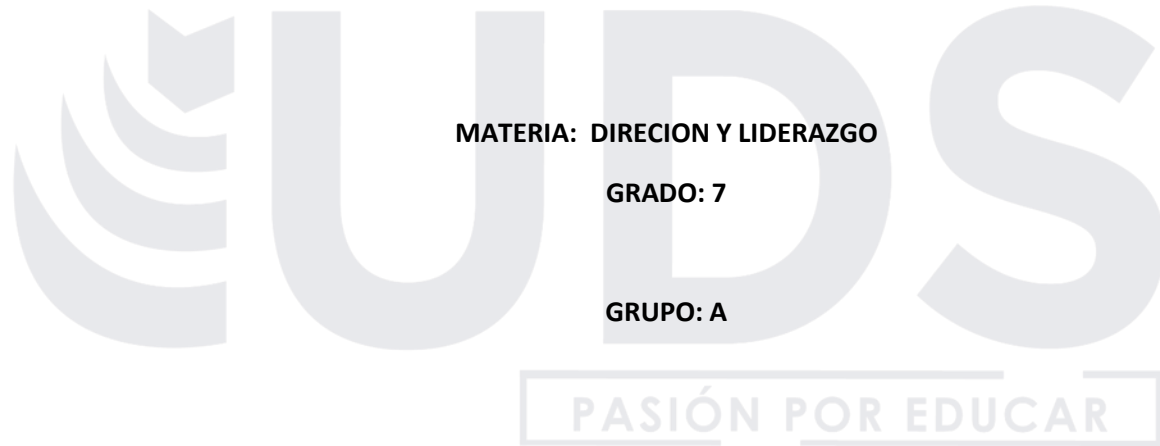 UDS
MATERIA: DIRECION Y LIDERAZGO
GRADO: 7
GRUPO: A
PASIÓN POR EDUCAR